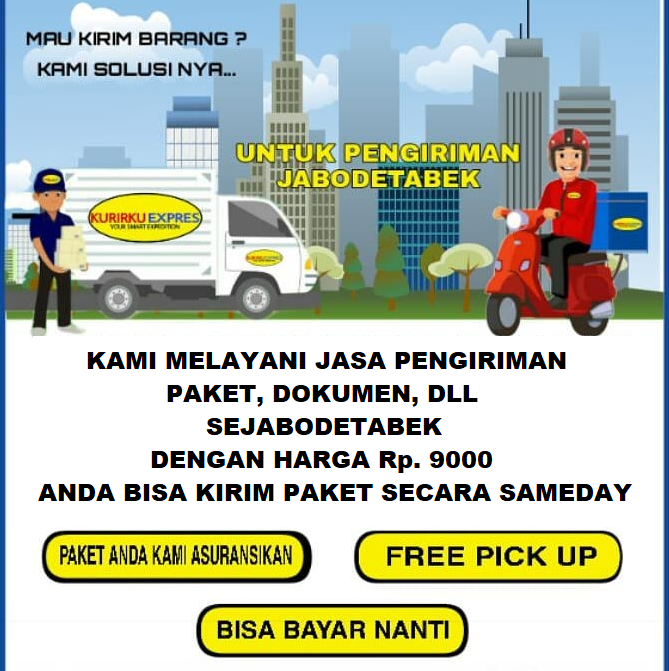 MAU KIRIM BARANG ?
KAMI SOLUSI NYA...
UNTUK PENGIRIMAN
JABODETABEK
KURIRKU EXPRES
YOUR SMART EXPEDITION
KURIRKU EXPRES
KAMI MELAYANI JASA PENGIRIMAN
PAKET, DOKUMEN, DLL
SEJABODETABEK
DENGAN HARGA Rp. 9000
ANDA BISA KIRIM PAKET SECARA SAMEDAY
PAKET ANDA KAMI ASURANSIKAN
FREE PICK UP
BISA BAYAR NANTI